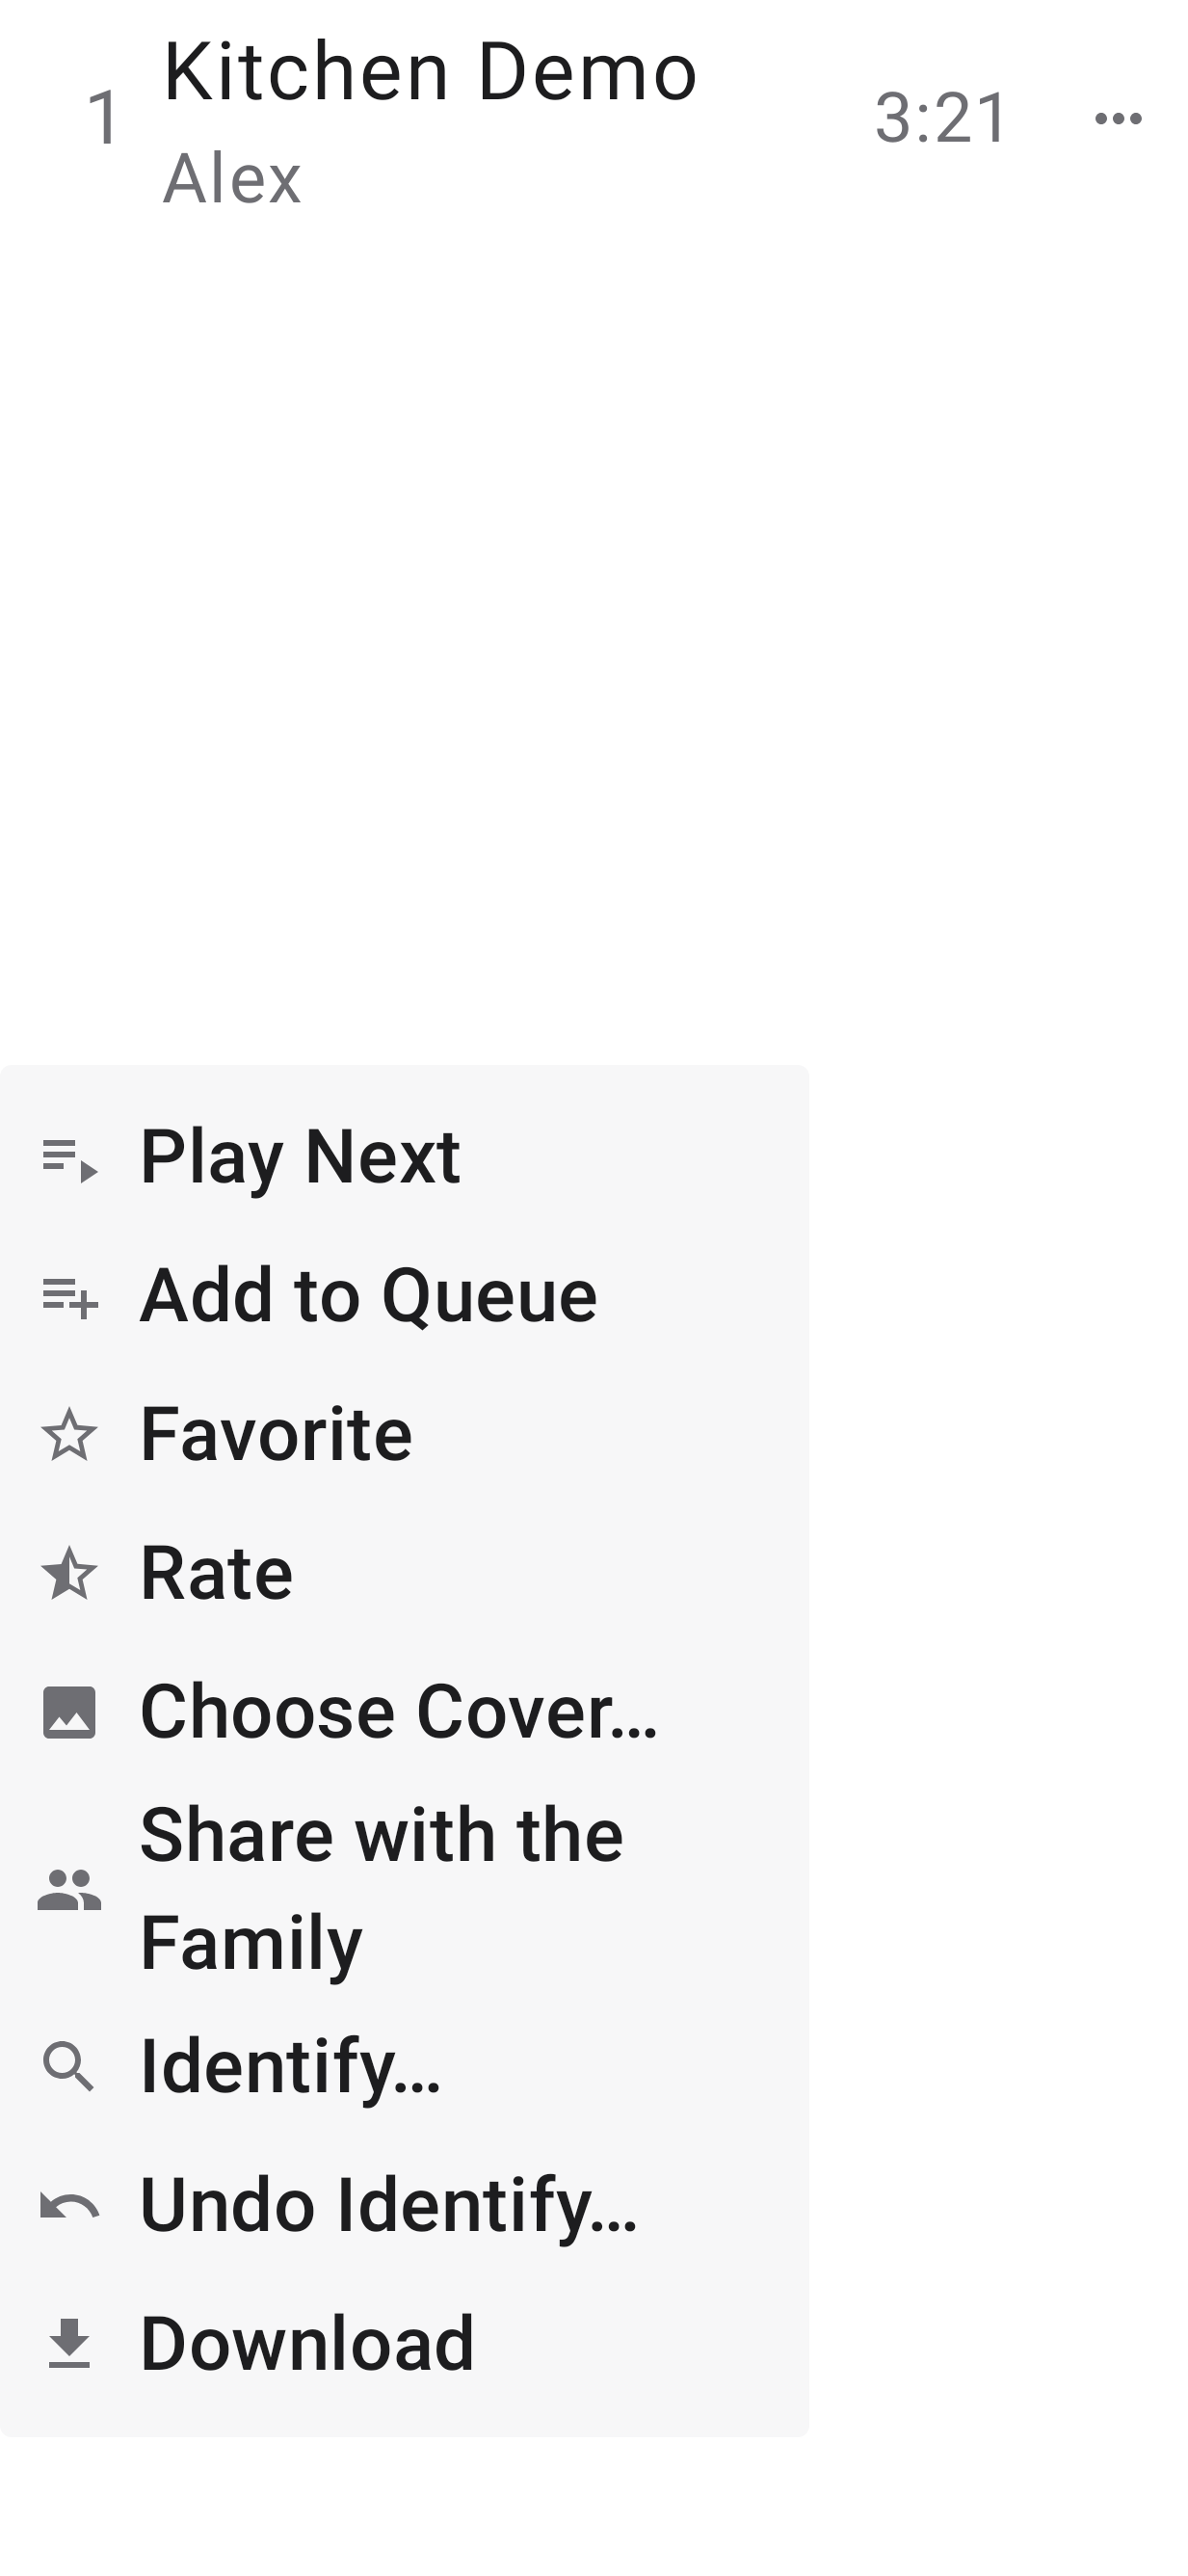 1
Kitchen Demo
Alex
3:21
Play Next
Add to Queue
Favorite
Rate
Choose Cover…
Share with the
Family
Identify…
Undo Identify…
Download